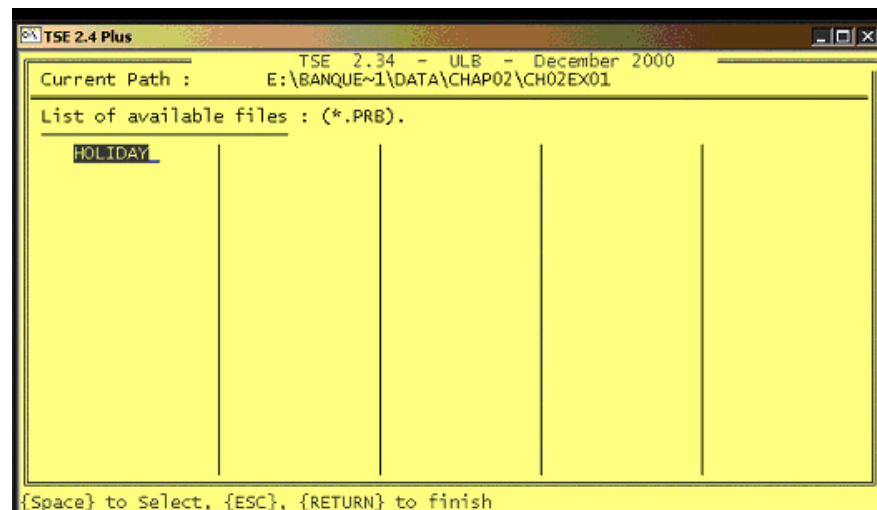 TSE 2.4 Plus
TSE 2.34 - ULB - December 2000
Current Path : E:\BANQUE~1\DATA\CHAP02\CH02EX01
List of available files : (*.PRB).
HOLIDAY_
{Space} to Select, {ESC}, {RETURN} to finish